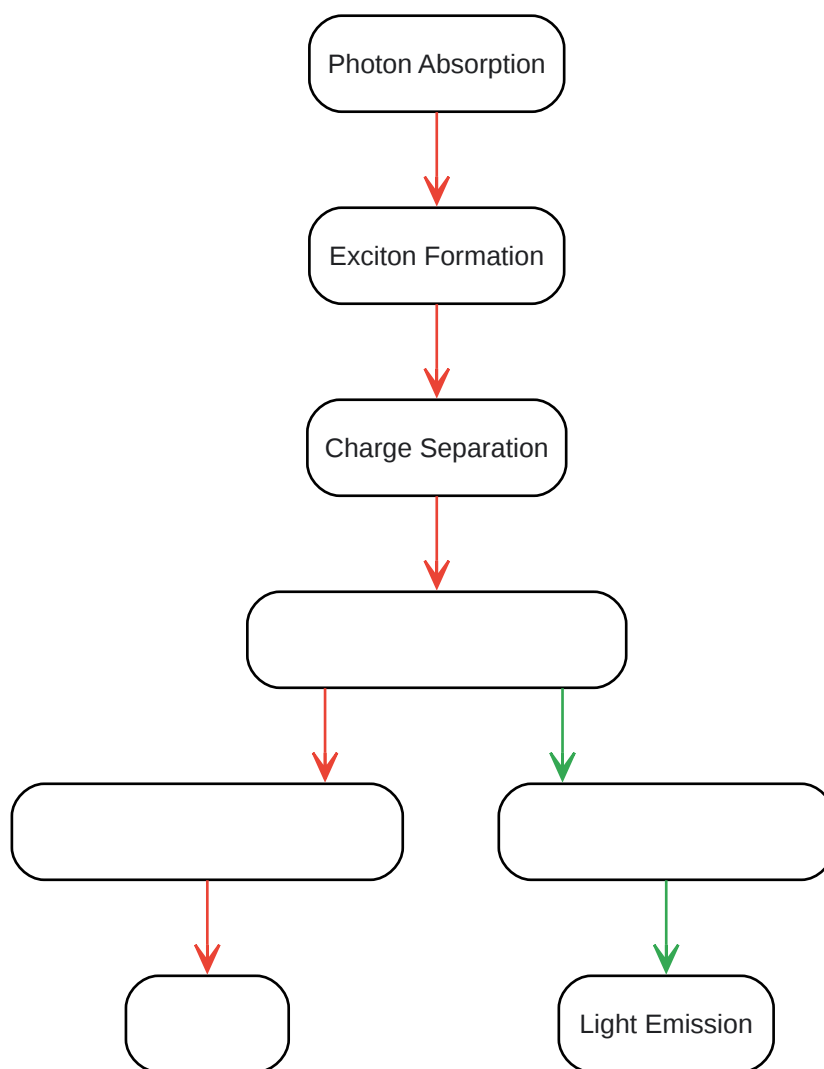 Photon Absorption
Exciton Formation
Charge Separation
Light Emission